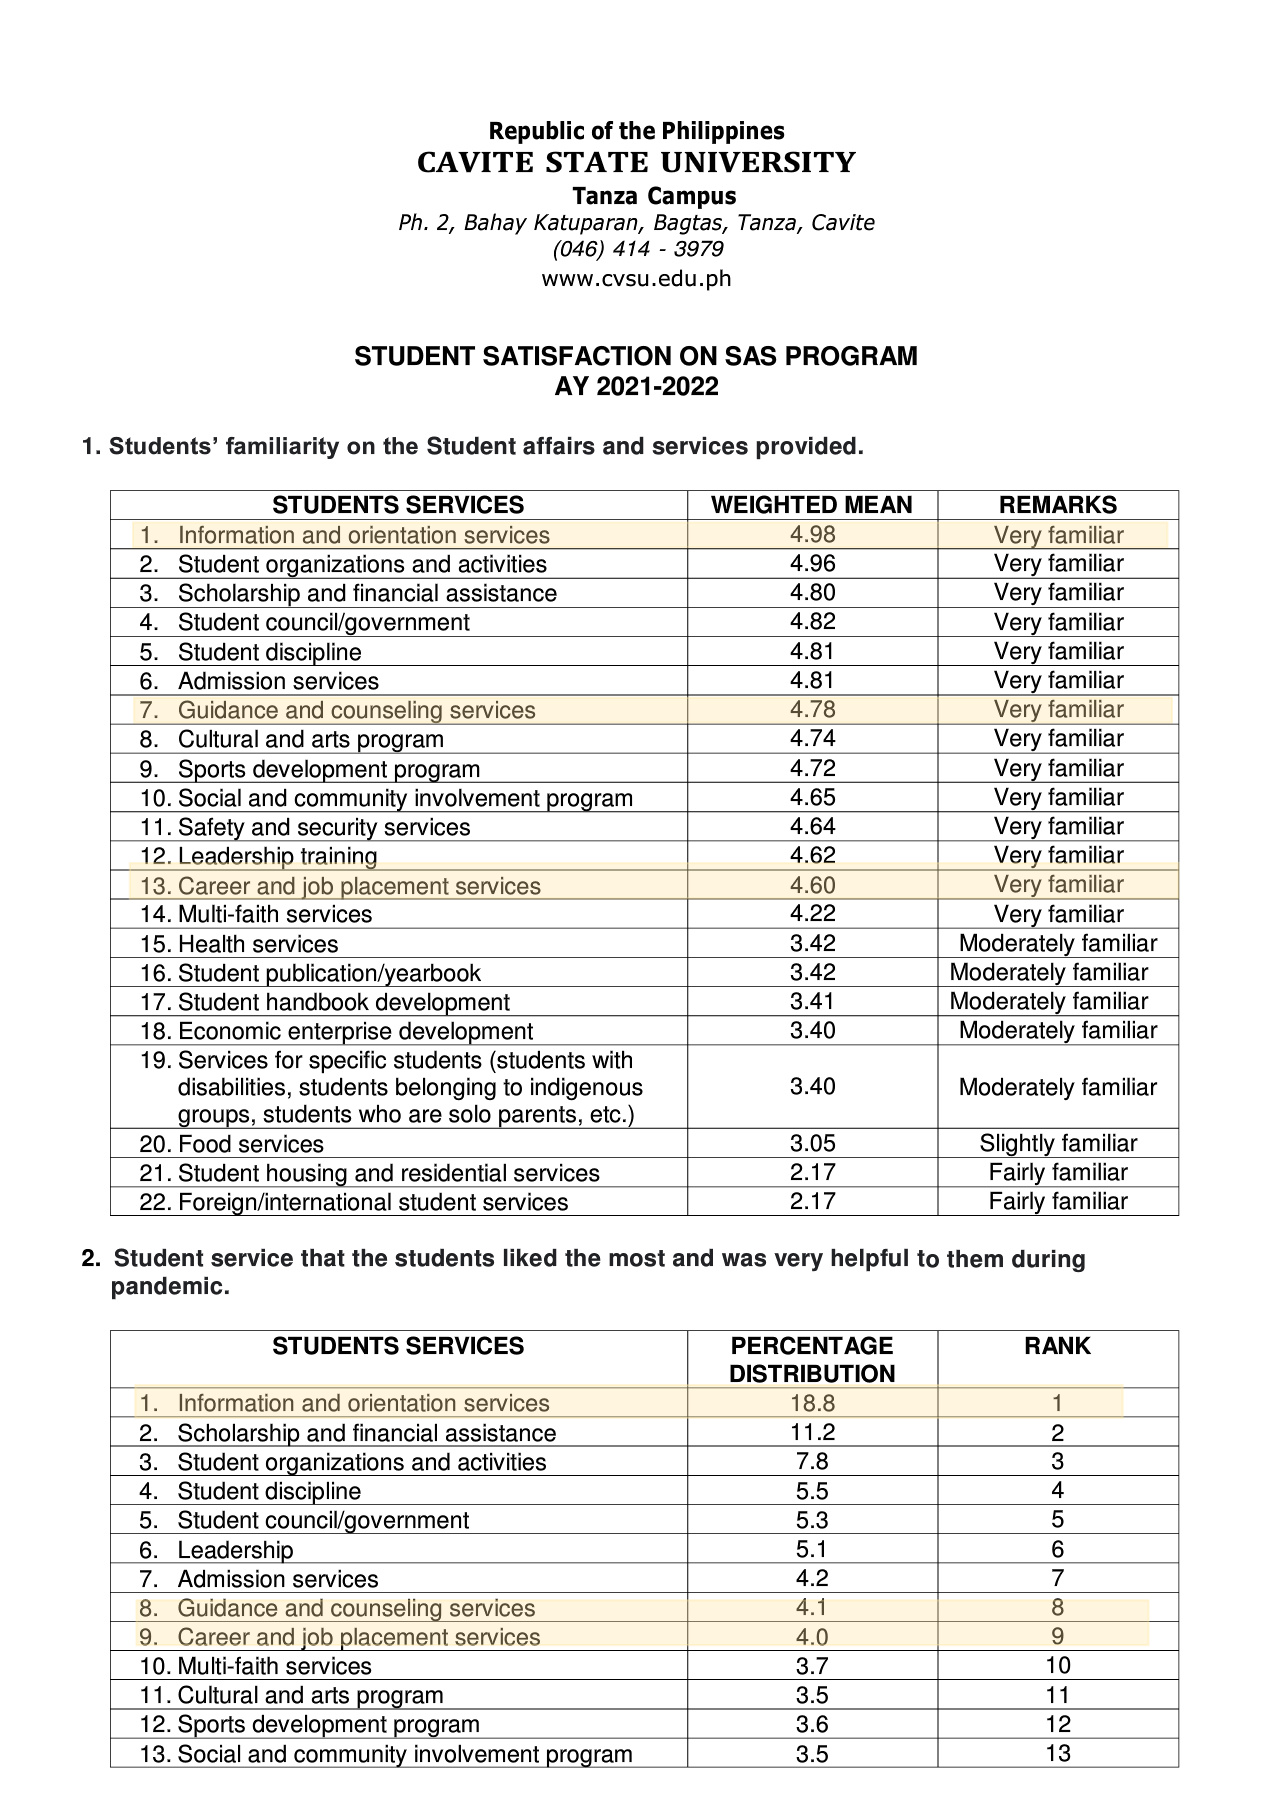 Republic of the Philippines
CAVITE STATE UNIVERSITY
Tanza Campus
Ph. 2, Bahay Katuparan, Bagtas, Tanza, Cavite
(046) 414 - 3979
www.cvsu.edu.ph
STUDENT SATISFACTION ON SAS PROGRAM
AY 2021-2022
1. Students’ familiarity on the Student affairs and services provided.
STUDENTS SERVICES WEIGHTED MEAN REMARKS
1. Information and orientation services 4.98 Very familiar
2. Student organizations and activities 4.96 Very familiar
3. Scholarship and financial assistance 4.80 Very familiar
4. Student council/government 4.82 Very familiar
5. Student discipline 4.81 Very familiar
6. Admission services 4.81 Very familiar
7. Guidance and counseling services 4.78 Very familiar
8. Cultural and arts program 4.74 Very familiar
9. Sports development program 4.72 Very familiar
10. Social and community involvement program 4.65 Very familiar
11. Safety and security services 4.64 Very familiar
12. Leadership training 4.62 Very familiar
13. Career and job placement services 4.60 Very familiar
14. Multi-faith services 4.22 Very familiar
15. Health services 3.42 Moderately familiar
16. Student publication/yearbook 3.42 Moderately familiar
17. Student handbook development 3.41 Moderately familiar
18. Economic enterprise development 3.40 Moderately familiar
19. Services for specific students (students with
disabilities, students belonging to indigenous 3.40 Moderately familiar
groups, students who are solo parents, etc.)
20. Food services 3.05 Slightly familiar
21. Student housing and residential services 2.17 Fairly familiar
22. Foreign/international student services 2.17 Fairly familiar
2. Student service that the students liked the most and was very helpful to them during
pandemic.
STUDENTS SERVICES PERCENTAGE RANK
DISTRIBUTION
1. Information and orientation services 18.8 1
2. Scholarship and financial assistance 11.2 2
3. Student organizations and activities 7.8 3
4. Student discipline 5.5 4
5. Student council/government 5.3 5
6. Leadership 5.1 6
7. Admission services 4.2 7
8. Guidance and counseling services 4.1 8
9. Career and job placement services 4.0 9
10. Multi-faith services 3.7 10
11. Cultural and arts program 3.5 11
12. Sports development program 3.6 12
13. Social and community involvement program 3.5 13